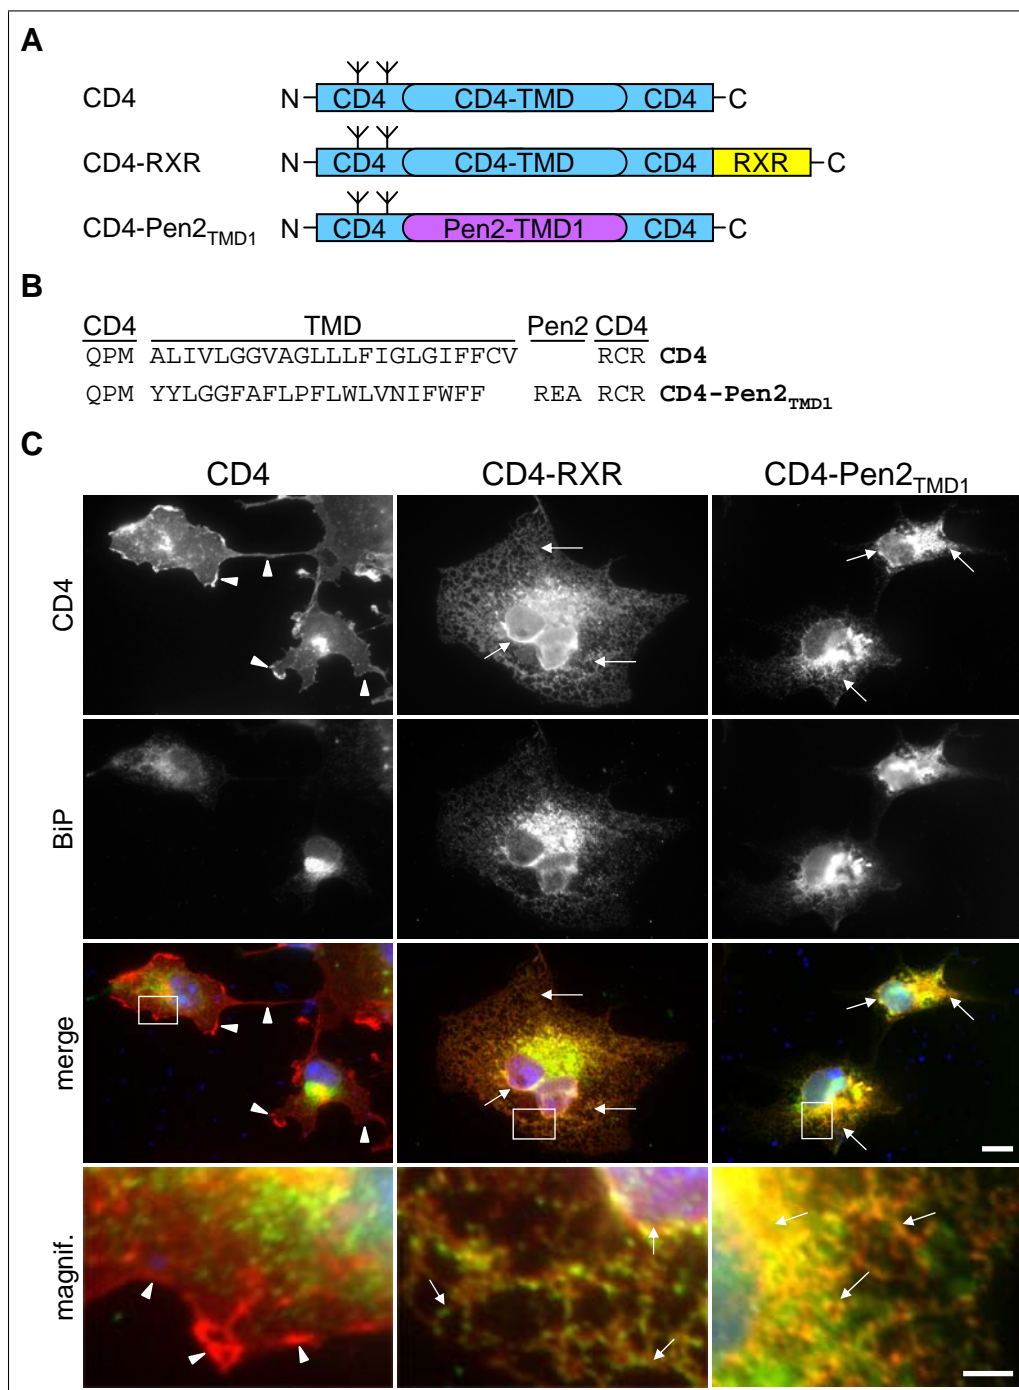 A
CD4 N CD4 CD4-TMD CD4 C
CD4-RXR N CD4 CD4-TMD CD4 RXR C
CD4-Pen2TMD1 N CD4 Pen2-TMD1 CD4 C
B
CD4 TMD Pen2 CD4
QPM ALIVLGGVAGLLLFIGLGIFFCV RCR CD4
QPM YYLGGFAFLPFLWLVNIFWFF REA RCR CD4-Pen2TMD1
C
CD4 CD4-RXR CD4-Pen2TMD1
CD4
BiP
merge
magnif.